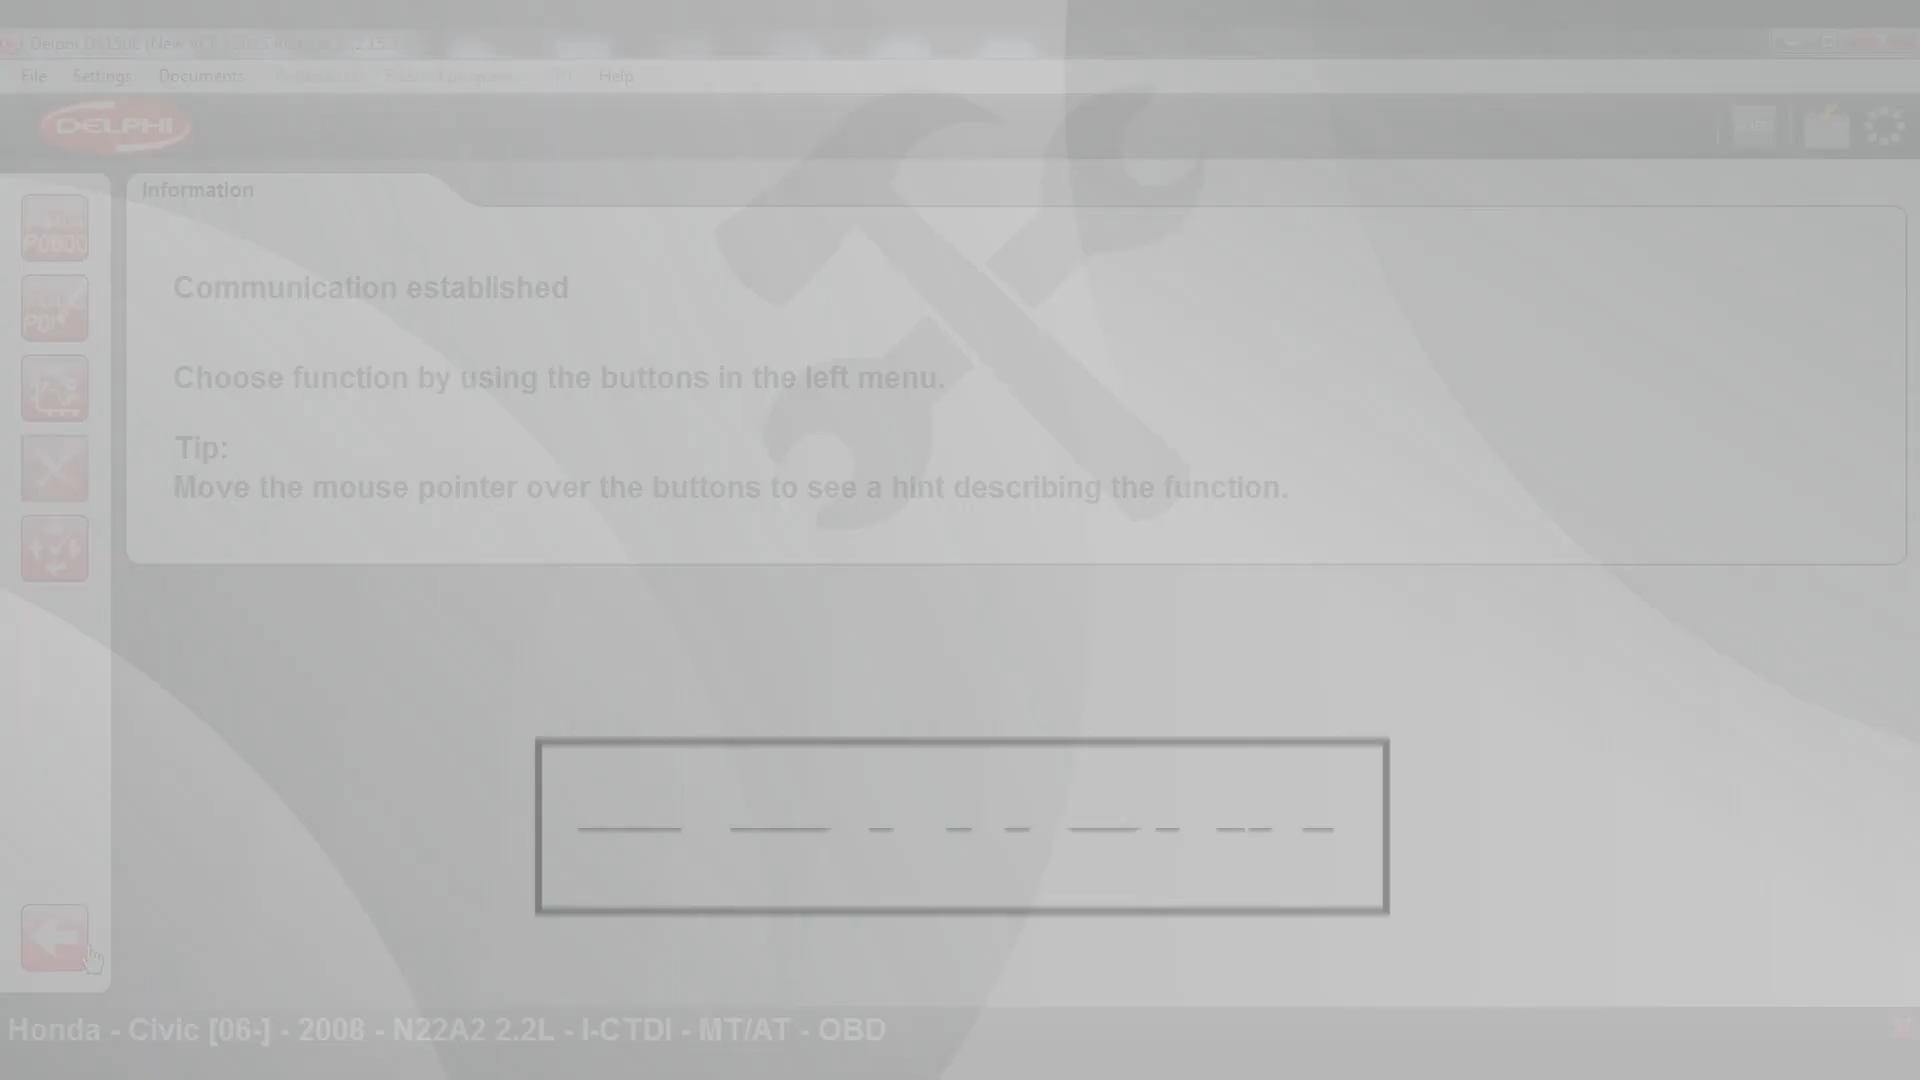 File Settings Documents Help
DELPHI
Information
Communication established
Choose function by using the buttons in the left menu.
Tip:
Move the mouse pointer over the buttons to see a hint describing the function.
Honda - Civic [06-] - 2008 - N22A2 2.2L - I-CTDI - MT/AT - OBD